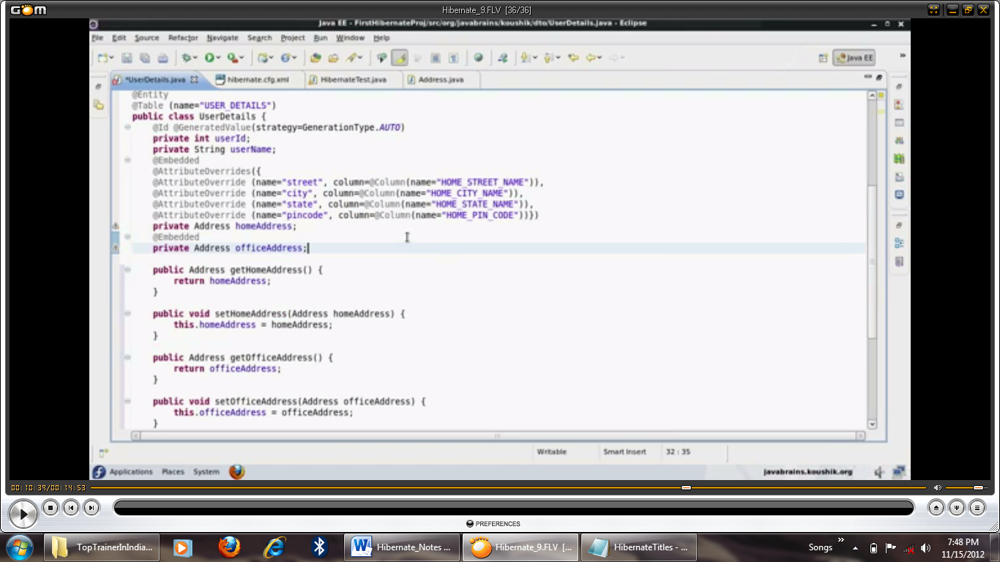 GOM
Hibernate_9.FLV [36/36]
Java EE - FirstHibernateProj/src/org/javabrains/koushik/dto/UserDetails.java - Eclipse
File Edit Source Refactor Navigate Search Project Run Window Help
Java EE
*UserDetails.java hibernate.cfg.xml HibernateTest.java Address.java
@Entity
@Table (name="USER_DETAILS")
public class UserDetails {
@Id @GeneratedValue(strategy=GenerationType.AUTO)
private int userId;
private String userName;
@Embedded
@AttributeOverrides({
@AttributeOverride (name="street", column=@Column(name="HOME_STREET_NAME")),
@AttributeOverride (name="city", column=@Column(name="HOME_CITY_NAME")),
@AttributeOverride (name="state", column=@Column(name="HOME_STATE_NAME")),
@AttributeOverride (name="pincode", column=@Column(name="HOME_PIN_CODE"))})
private Address homeAddress;
@Embedded
private Address officeAddress;
public Address getHomeAddress() {
return homeAddress;
}
public void setHomeAddress(Address homeAddress) {
this.homeAddress = homeAddress;
}
public Address getOfficeAddress() {
return officeAddress;
}
public void setOfficeAddress(Address officeAddress) {
this.officeAddress = officeAddress;
}
Writable Smart Insert 32 : 35
Applications Places System javabrains.koushik.org
00:10:39/00:14:53
PREFERENCES
TopTrainerInIndia... Hibernate_Notes ... Hibernate_9.FLV [... HibernateTitles - ... Songs 7:48 PM
11/15/2012